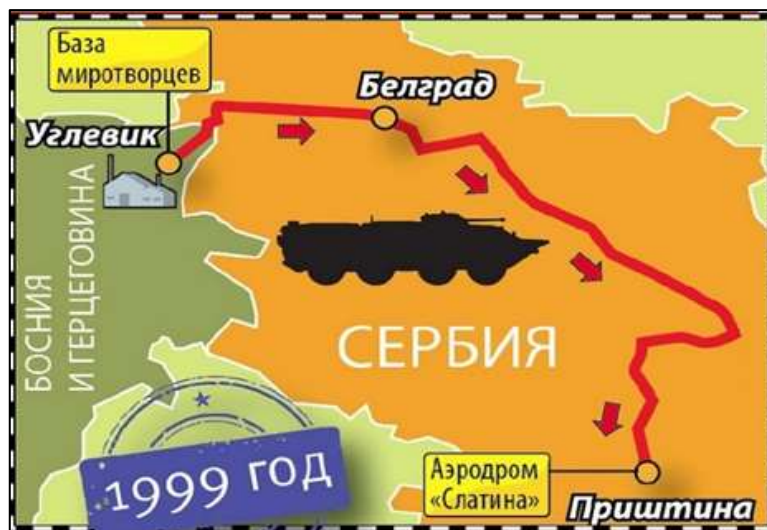 База
миротворцев
Белград
Углевик
БОСНИЯ
И ГЕРЦЕГОВИНА
СЕРБИЯ
1999 ГОД
Аэродром
«Слатина»
Приштина